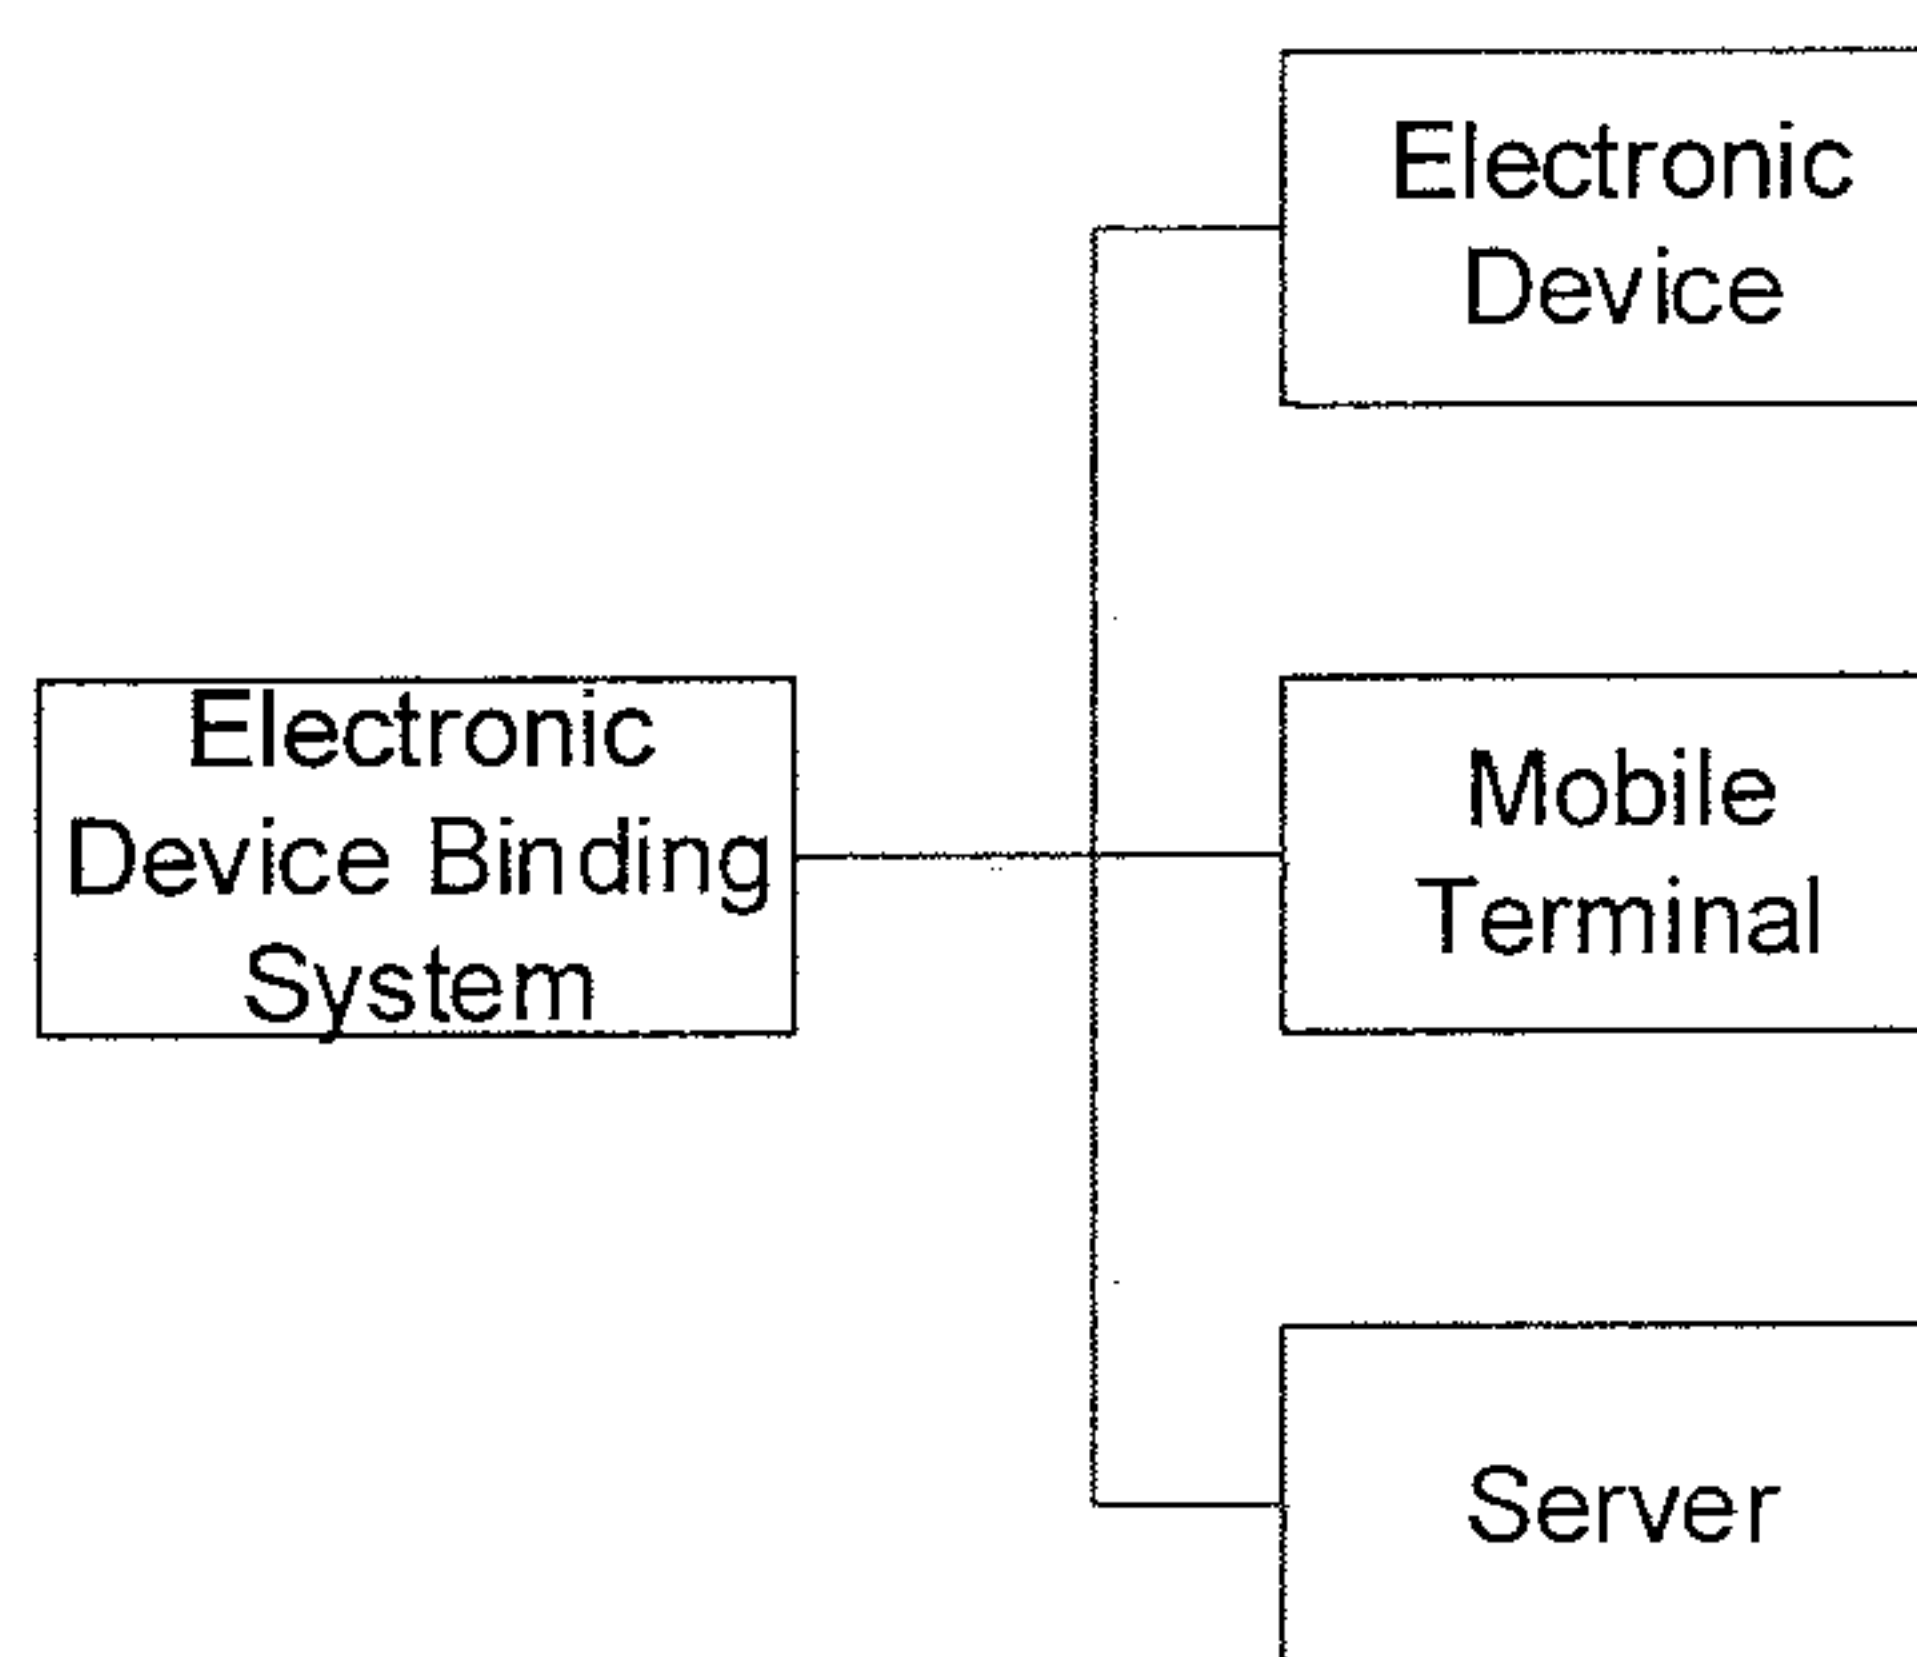 Electronic
Device
Electronic
Device Binding
System
Mobile
Terminal
Server